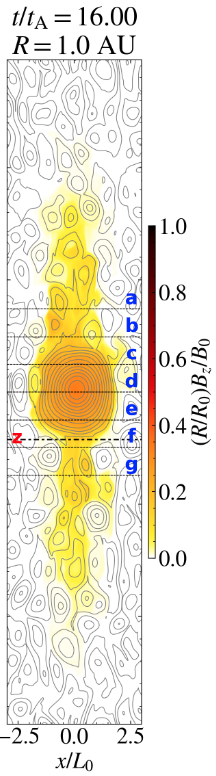 t/t_A = 16.00
R = 1.0 AU
a
b
c
d
e
z f
g
1.0
0.8
0.6
0.4
0.2
0.0
(R/R_0)B_z/B_0
−2.5 0.0 2.5
x/L_0